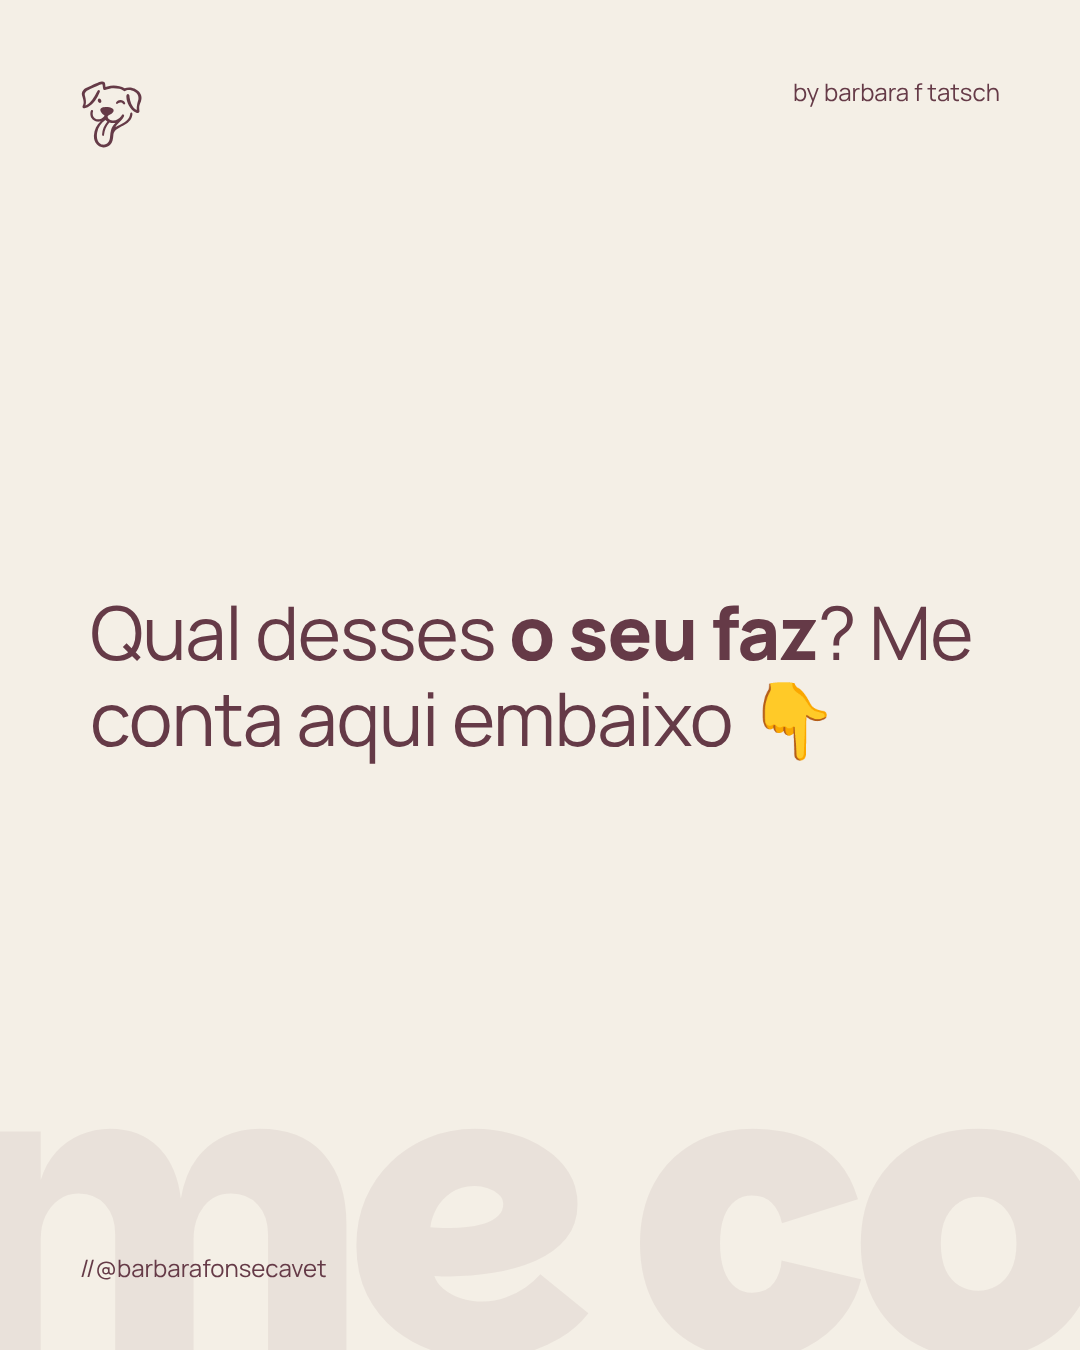 by barbara f tatsch
Qual desses o seu faz? Me
conta aqui embaixo 👇
me co
//@barbarafonsecavet